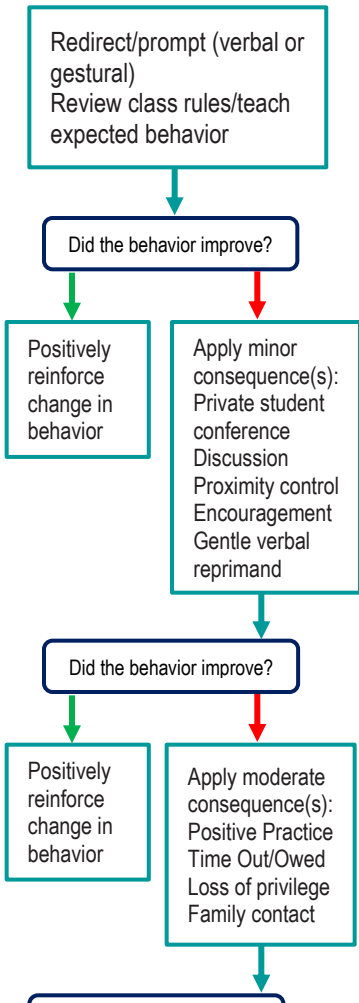 Redirect/prompt (verbal or
gestural)
Review class rules/teach
expected behavior
Did the behavior improve?
Positively
reinforce
change in
behavior
Apply minor
consequence(s):
Private student
conference
Discussion
Proximity control
Encouragement
Gentle verbal
reprimand
Did the behavior improve?
Positively
reinforce
change in
behavior
Apply moderate
consequence(s):
Positive Practice
Time Out/Owed
Loss of privilege
Family contact